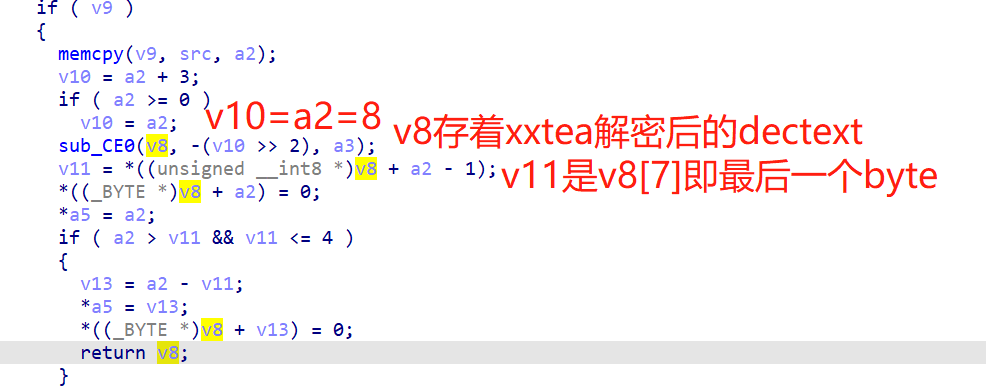 if ( v9 )
{
memcpy(v9, src, a2);
v10 = a2 + 3;
if ( a2 >= 0 )
v10 = a2;
v10=a2=8
v8存着xxtea解密后的dectext
sub_CE0(v8, -(v10 >> 2), a3);
v11 = *((unsigned __int8 *)v8 + a2 - 1);
v11是v8[7]即最后一个byte
*((_BYTE *)v8 + a2) = 0;
*a5 = a2;
if ( a2 > v11 && v11 <= 4 )
{
v13 = a2 - v11;
*a5 = v13;
*((_BYTE *)v8 + v13) = 0;
return v8;
}